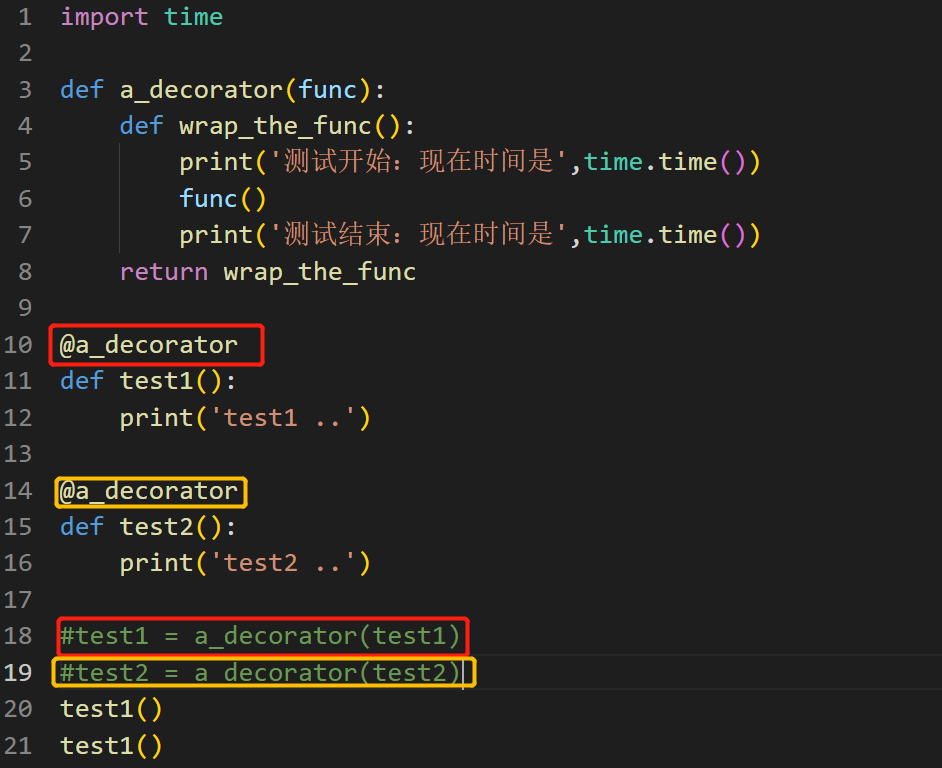 1 import time
2
3 def a_decorator(func):
4     def wrap_the_func():
5         print('测试开始：现在时间是',time.time())
6         func()
7         print('测试结束：现在时间是',time.time())
8     return wrap_the_func
9
10 @a_decorator
11 def test1():
12     print('test1 ..')
13
14 @a_decorator
15 def test2():
16     print('test2 ..')
17
18 #test1 = a_decorator(test1)
19 #test2 = a_decorator(test2)
20 test1()
21 test1()